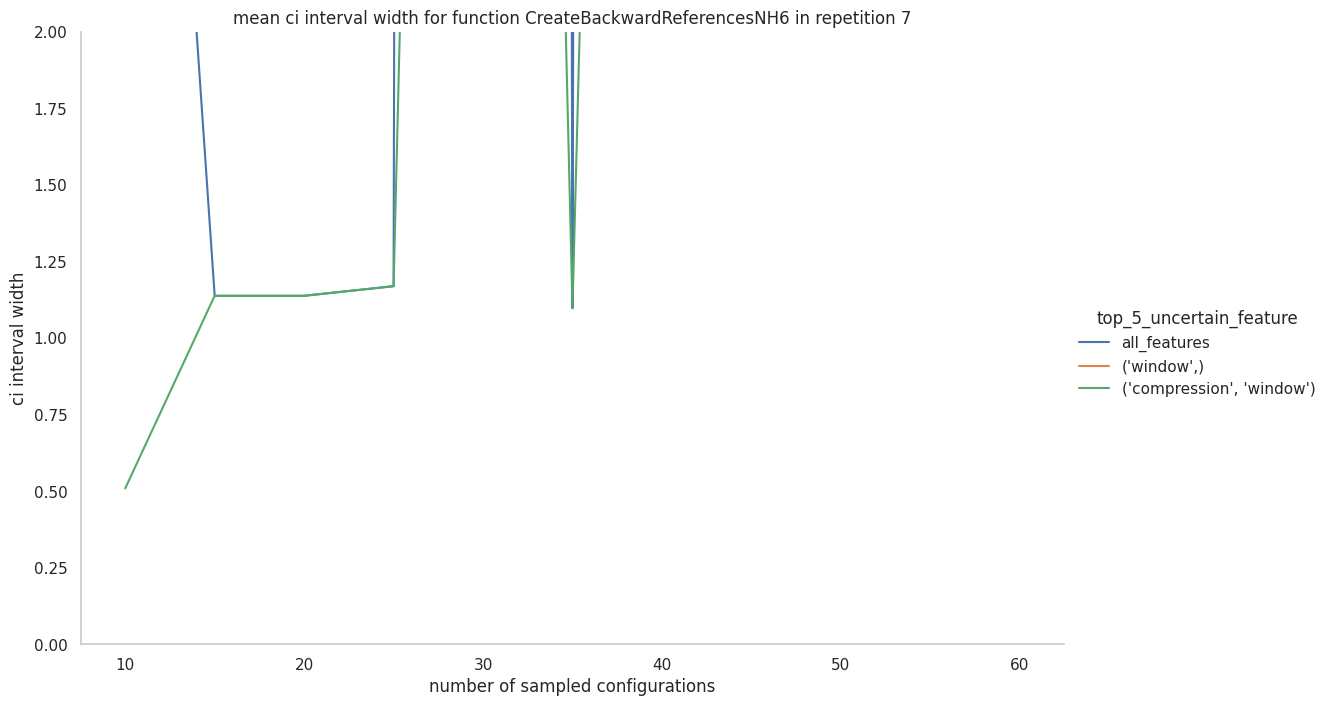 mean ci interval width for function CreateBackwardReferencesNH6 in repetition 7
2.00
1.75
1.50
1.25
1.00
0.75
0.50
0.25
0.00
ci interval width
10
20
30
40
50
60
number of sampled configurations
top_5_uncertain_feature
all_features
('window',)
('compression', 'window')